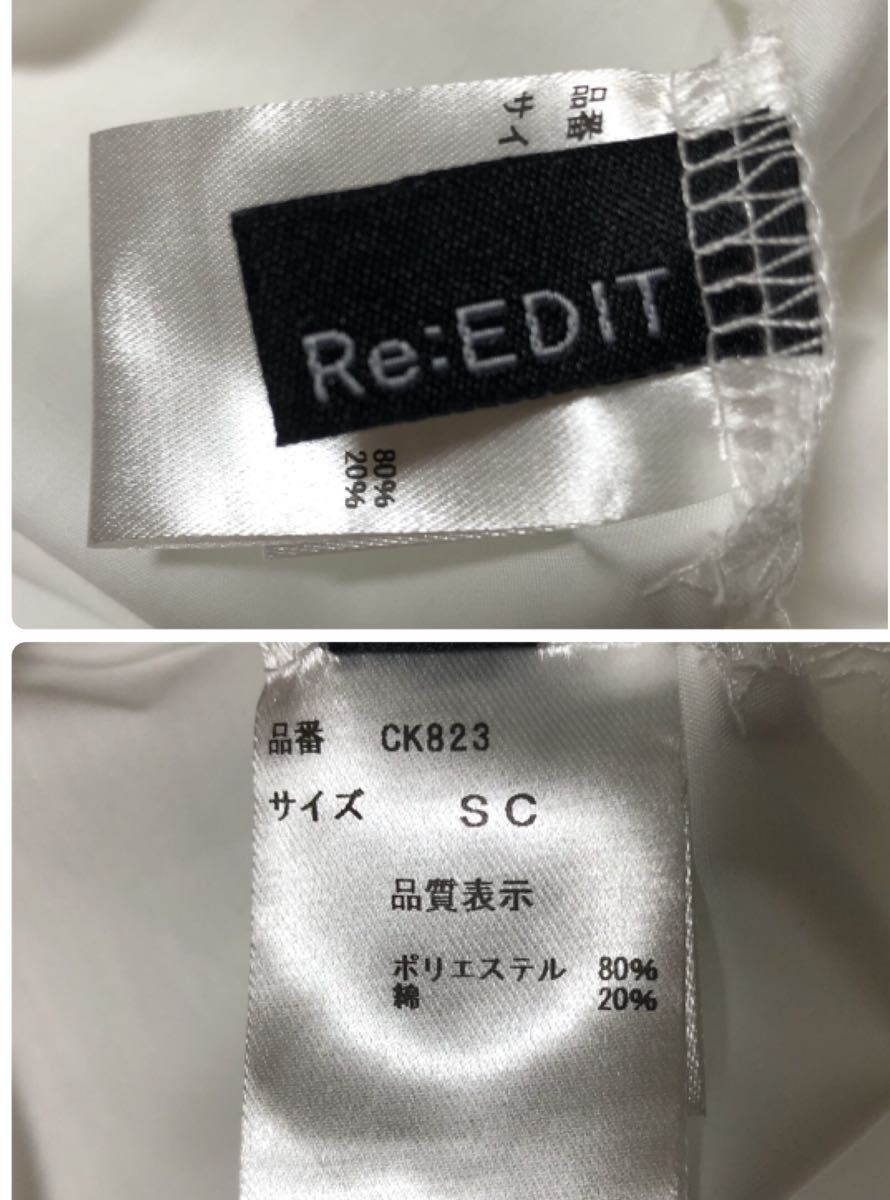 品番
サイ
Re:EDIT
80%
20%
品番 CK823
サイズ SC
品質表示
ポリエステル 80%
綿 20%